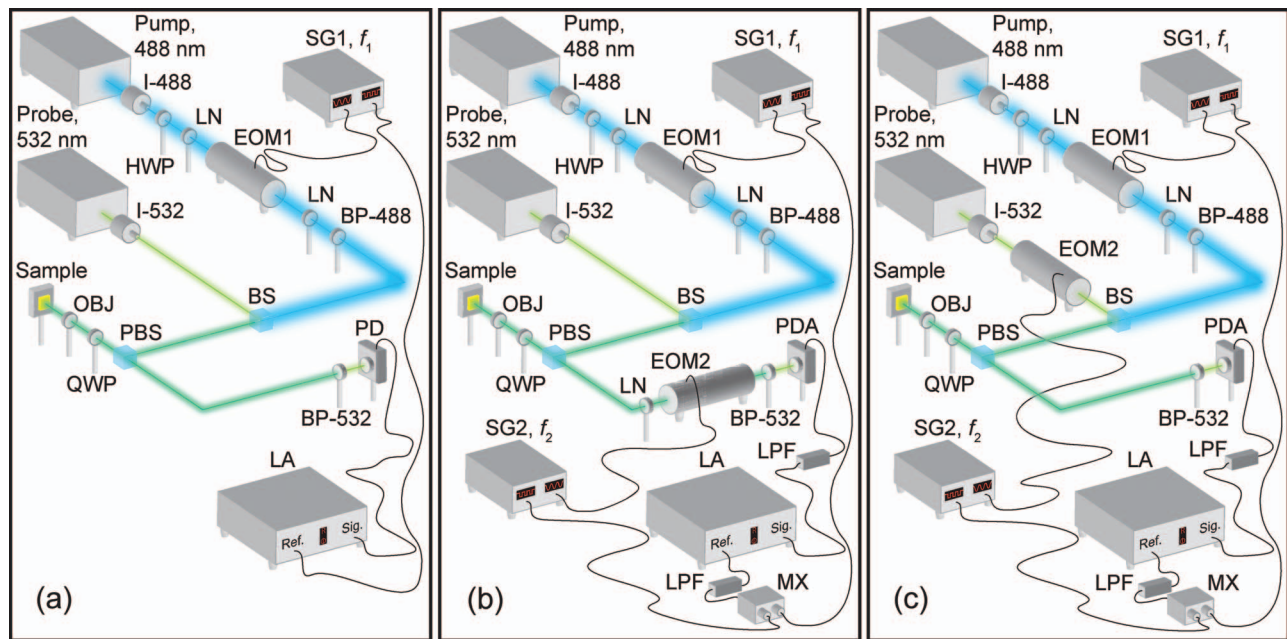 Pump,
488 nm
I-488
LN
HWP
EOM1
SG1, f1
LN
BP-488
Probe,
532 nm
I-532
Sample
OBJ
QWP
PBS
BS
PD
BP-532
LA
Ref.
Sig.
(a)
Pump,
488 nm
I-488
LN
HWP
EOM1
SG1, f1
LN
BP-488
Probe,
532 nm
I-532
Sample
OBJ
QWP
PBS
BS
PDA
EOM2
LN
BP-532
SG2, f2
LPF
LA
Ref.
Sig.
LPF
MX
(b)
Pump,
488 nm
I-488
LN
HWP
EOM1
SG1, f1
LN
BP-488
Probe,
532 nm
I-532
EOM2
Sample
OBJ
QWP
PBS
BS
PDA
BP-532
SG2, f2
LPF
LA
Ref.
Sig.
LPF
MX
(c)